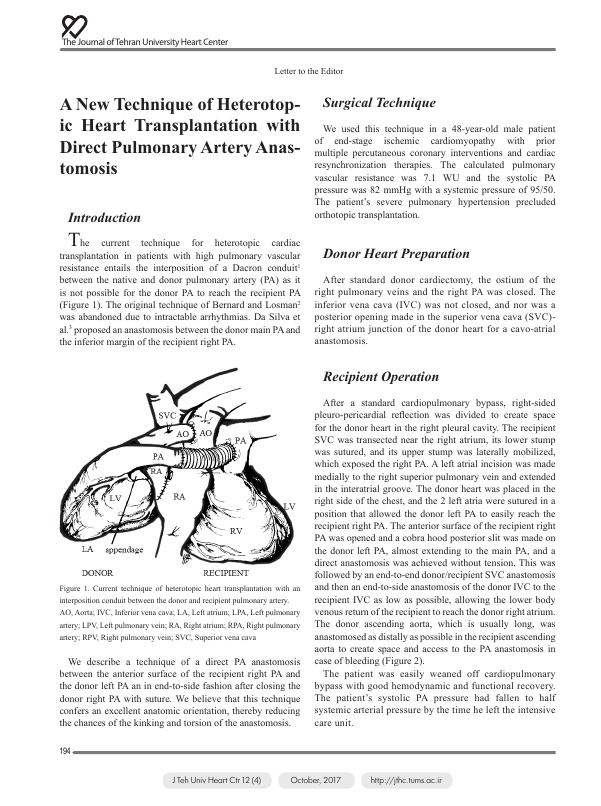 The Journal of Tehran University Heart Center
Letter to the Editor
A New Technique of Heterotop-
ic Heart Transplantation with
Direct Pulmonary Artery Anas-
tomosis
Introduction
The current technique for heterotopic cardiac
transplantation in patients with high pulmonary vascular
resistance entails the interposition of a Dacron conduit1
between the native and donor pulmonary artery (PA) as it
is not possible for the donor PA to reach the recipient PA
(Figure 1). The original technique of Bernard and Losman2
was abandoned due to intractable arrhythmias. Da Silva et
al.3 proposed an anastomosis between the donor main PA and
the inferior margin of the recipient right PA.
SVC
AO
AO
PA
PA
RA
LV
RA
LV
RV
LA appendage
DONOR
RECIPIENT
Figure 1. Current technique of heterotopic heart transplantation with an
interposition conduit between the donor and recipient pulmonary artery.
AO, Aorta; IVC, Inferior vena cava; LA, Left atrium; LPA, Left pulmonary
artery; LPV, Left pulmonary vein; RA, Right atrium; RPA, Right pulmonary
artery; RPV, Right pulmonary vein; SVC, Superior vena cava
We describe a technique of a direct PA anastomosis
between the anterior surface of the recipient right PA and
the donor left PA an in end-to-side fashion after closing the
donor right PA with suture. We believe that this technique
confers an excellent anatomic orientation, thereby reducing
the chances of the kinking and torsion of the anastomosis.
Surgical Technique
We used this technique in a 48-year-old male patient
of end-stage ischemic cardiomyopathy with prior
multiple percutaneous coronary interventions and cardiac
resynchronization therapies. The calculated pulmonary
vascular resistance was 7.1 WU and the systolic PA
pressure was 82 mmHg with a systemic pressure of 95/50.
The patient's severe pulmonary hypertension precluded
orthotopic transplantation.
Donor Heart Preparation
After standard donor cardiectomy, the ostium of the
right pulmonary veins and the right PA was closed. The
inferior vena cava (IVC) was not closed, and nor was a
posterior opening made in the superior vena cava (SVC)-
right atrium junction of the donor heart for a cavo-atrial
anastomosis.
Recipient Operation
After a standard cardiopulmonary bypass, right-sided
pleuro-pericardial reflection was divided to create space
for the donor heart in the right pleural cavity. The recipient
SVC was transected near the right atrium, its lower stump
was sutured, and its upper stump was laterally mobilized,
which exposed the right PA. A left atrial incision was made
medially to the right superior pulmonary vein and extended
in the interatrial groove. The donor heart was placed in the
right side of the chest, and the 2 left atria were sutured in a
position that allowed the donor left PA to easily reach the
recipient right PA. The anterior surface of the recipient right
PA was opened and a cobra hood posterior slit was made on
the donor left PA, almost extending to the main PA, and a
direct anastomosis was achieved without tension. This was
followed by an end-to-end donor/recipient SVC anastomosis
and then an end-to-side anastomosis of the donor IVC to the
recipient IVC as low as possible, allowing the lower body
venous return of the recipient to reach the donor right atrium.
The donor ascending aorta, which is usually long, was
anastomosed as distally as possible in the recipient ascending
aorta to create space and access to the PA anastomosis in
case of bleeding (Figure 2).
The patient was easily weaned off cardiopulmonary
bypass with good hemodynamic and functional recovery.
The patient's systolic PA pressure had fallen to half
systemic arterial pressure by the time he left the intensive
care unit.
194
J Teh Univ Heart Ctr 12 (4)
October, 2017
http://jthc.tums.ac.ir